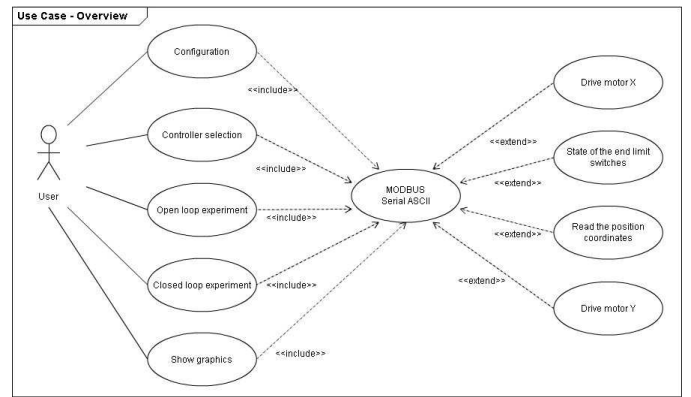 Use Case - Overview
Configuration
<<include>>
Drive motor X
Controller selection
<<extend>>
State of the end limit
switches
<<include>>
<<extend>>
MODBUS
Serial ASCII
User
Open loop experiment
<<include>>
Read the position
coordinates
<<extend>>
Closed loop experiment
<<include>>
<<extend>>
Drive motor Y
Show graphics
<<include>>